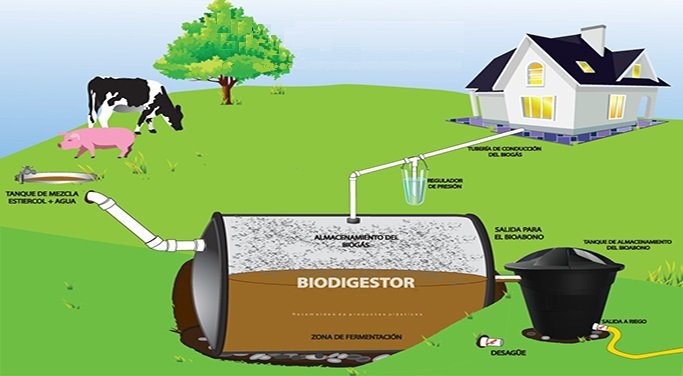 TUBERÍA DE CONDUCCIÓN
DEL BIOGÁS
REGULADOR
DE PRESIÓN
TANQUE DE MEZCLA
ESTIERCOL + AGUA
ALMACENAMIENTO DEL
BIOGÁS
SALIDA PARA
EL BIOABONO
TANQUE DE ALMACENAMIENTO
DEL BIOABONO
BIODIGESTOR
ZONA DE FERMENTACIÓN
SALIDA A RIEGO
DESAGÜE